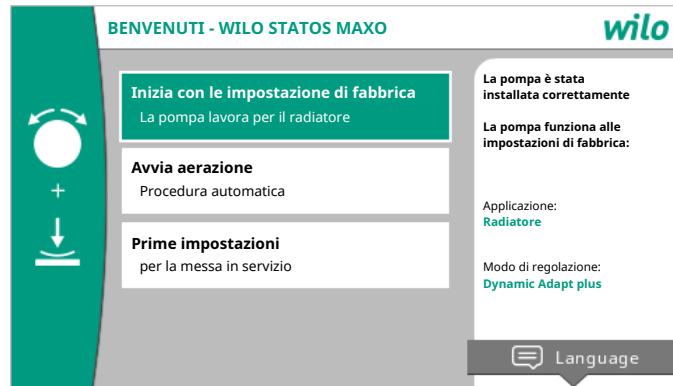 BENVENUTI - WILO STATOS MAXO
wilo
Inizia con le impostazione di fabbrica
La pompa lavora per il radiatore
Avvia aerazione
Procedura automatica
Prime impostazioni
per la messa in servizio
+
La pompa è stata
installata correttamente
La pompa funziona alle
impostazioni di fabbrica:
Applicazione:
Radiatore
Modo di regolazione:
Dynamic Adapt plus
Language